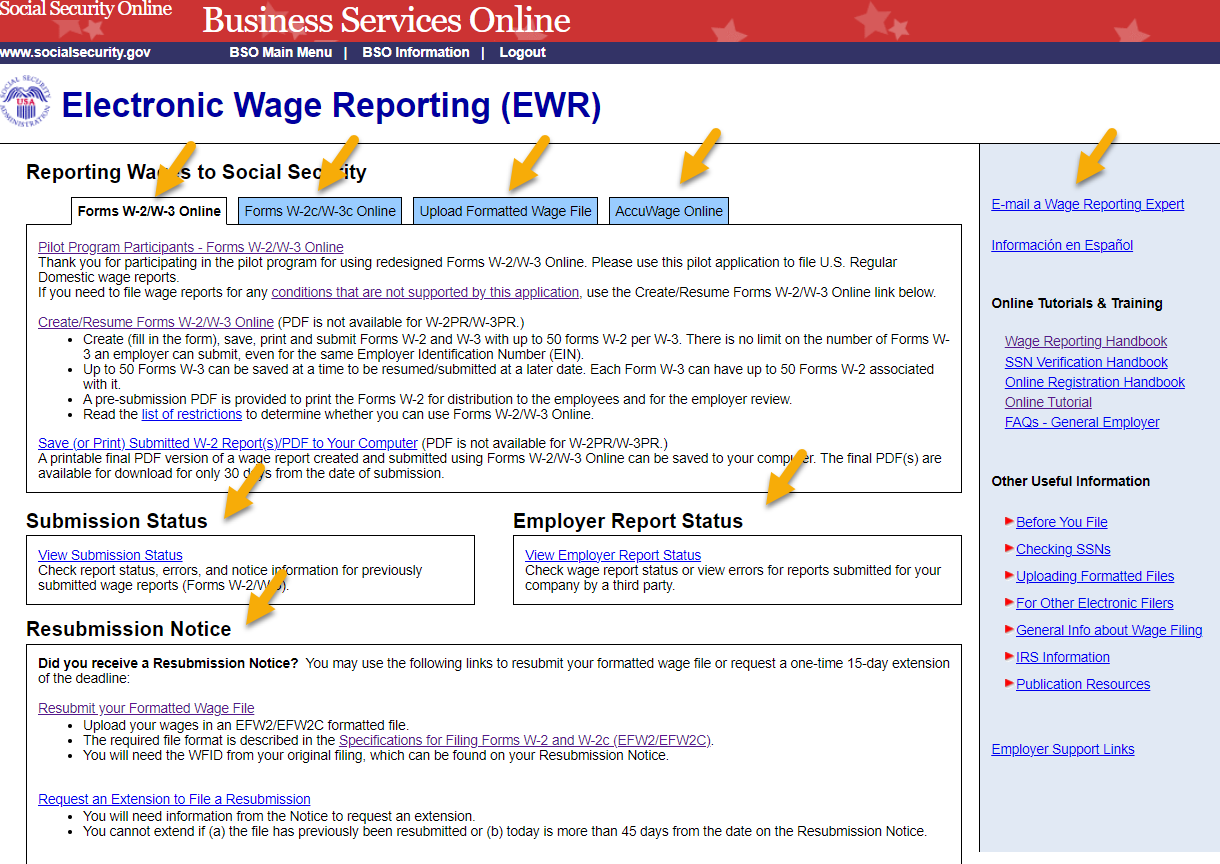 Social Security Online
Business Services Online
www.socialsecurity.gov
BSO Main Menu | BSO Information | Logout
SOCIAL SECURITY ADMINISTRATION
USA
Electronic Wage Reporting (EWR)
Reporting Wages to Social Security
Forms W-2/W-3 Online
Forms W-2c/W-3c Online
Upload Formatted Wage File
AccuWage Online
Pilot Program Participants - Forms W-2/W-3 Online
Thank you for participating in the pilot program for using redesigned Forms W-2/W-3 Online. Please use this pilot application to file U.S. Regular
Domestic wage reports.
If you need to file wage reports for any conditions that are not supported by this application, use the Create/Resume Forms W-2/W-3 Online link below.
Create/Resume Forms W-2/W-3 Online (PDF is not available for W-2PR/W-3PR.)
• Create (fill in the form), save, print and submit Forms W-2 and W-3 with up to 50 forms W-2 per W-3. There is no limit on the number of Forms W-
3 an employer can submit, even for the same Employer Identification Number (EIN).
• Up to 50 Forms W-3 can be saved at a time to be resumed/submitted at a later date. Each Form W-3 can have up to 50 Forms W-2 associated
with it.
• A pre-submission PDF is provided to print the Forms W-2 for distribution to the employees and for the employer review.
• Read the list of restrictions to determine whether you can use Forms W-2/W-3 Online.
Save (or Print) Submitted W-2 Report(s)/PDF to Your Computer (PDF is not available for W-2PR/W-3PR.)
A printable final PDF version of a wage report created and submitted using Forms W-2/W-3 Online can be saved to your computer. The final PDF(s) are
available for download for only 30 days from the date of submission.
Submission Status
View Submission Status
Check report status, errors, and notice information for previously
submitted wage reports (Forms W-2/W-3).
Employer Report Status
View Employer Report Status
Check wage report status or view errors for reports submitted for your
company by a third party.
Resubmission Notice
Did you receive a Resubmission Notice? You may use the following links to resubmit your formatted wage file or request a one-time 15-day extension
of the deadline:
Resubmit your Formatted Wage File
• Upload your wages in an EFW2/EFW2C formatted file.
• The required file format is described in the Specifications for Filing Forms W-2 and W-2c (EFW2/EFW2C).
• You will need the WFID from your original filing, which can be found on your Resubmission Notice.
Request an Extension to File a Resubmission
• You will need information from the Notice to request an extension.
• You cannot extend if (a) the file has previously been resubmitted or (b) today is more than 45 days from the date on the Resubmission Notice.
E-mail a Wage Reporting Expert
Información en Español
Online Tutorials & Training
Wage Reporting Handbook
SSN Verification Handbook
Online Registration Handbook
Online Tutorial
FAQs - General Employer
Other Useful Information
Before You File
Checking SSNs
Uploading Formatted Files
For Other Electronic Filers
General Info about Wage Filing
IRS Information
Publication Resources
Employer Support Links